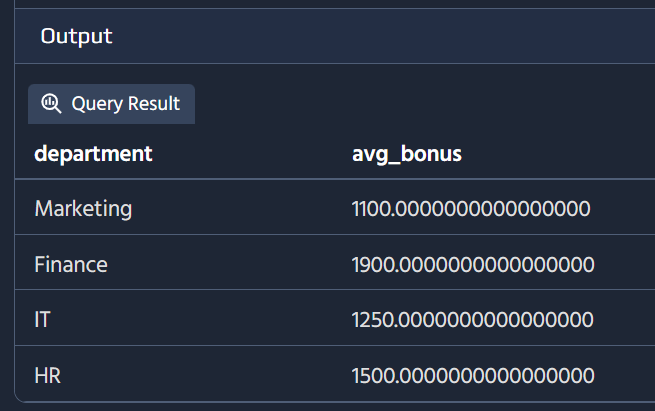 Output
Query Result
department avg_bonus
Marketing 1100.0000000000000000
Finance 1900.0000000000000000
IT 1250.0000000000000000
HR 1500.0000000000000000